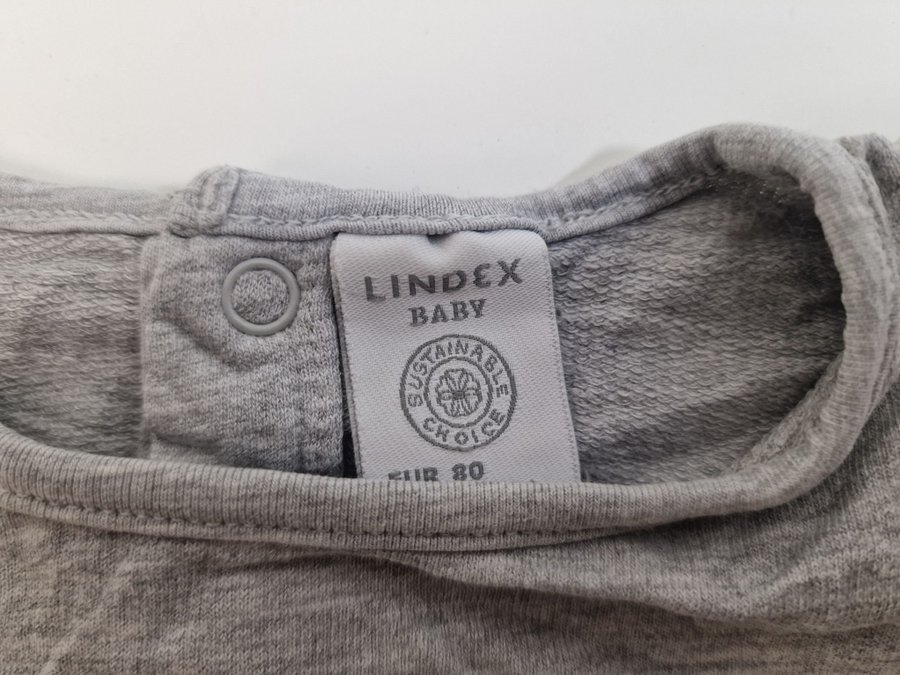 LINDEX
BABY
SUSTAINABLE
CHOICE
EUR 80